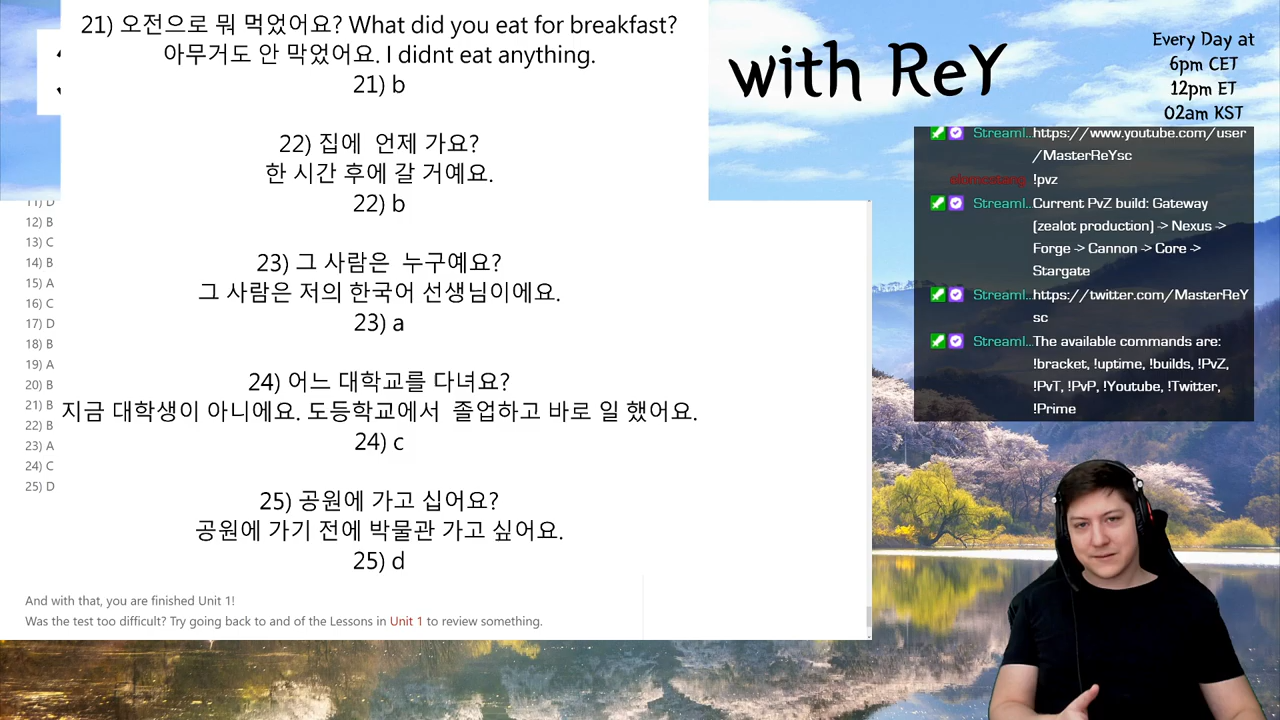 21) 오전으로 뭐 먹었어요? What did you eat for breakfast?
아무거도 안 막었어요. I didnt eat anything.
21) b
22) 집에 언제 가요?
한 시간 후에 갈 거예요.
22) b
23) 그 사람은 누구예요?
그 사람은 저의 한국어 선생님이에요.
23) a
24) 어느 대학교를 다녀요?
지금 대학생이 아니에요. 도등학교에서 졸업하고 바로 일 했어요.
24) c
25) 공원에 가고 십어요?
공원에 가기 전에 박물관 가고 싶어요.
25) d
11) D
12) B
13) C
14) B
15) A
16) C
17) D
18) B
19) A
20) B
21) B
22) B
23) A
24) C
25) D
And with that, you are finished Unit 1!
Was the test too difficult? Try going back to and of the Lessons in Unit 1 to review something.
with ReY
Every Day at
6pm CET
12pm ET
02am KST
Streaml... https://www.youtube.com/user
/MasterReYsc
!pvz
Streaml... Current PvZ build: Gateway
(zealot production) -> Nexus ->
Forge -> Cannon -> Core ->
Stargate
Streaml... https://twitter.com/MasterReY
sc
Streaml... The available commands are:
!bracket, !uptime, !builds, !PvZ,
!PvT, !PvP, !Youtube, !Twitter,
!Prime